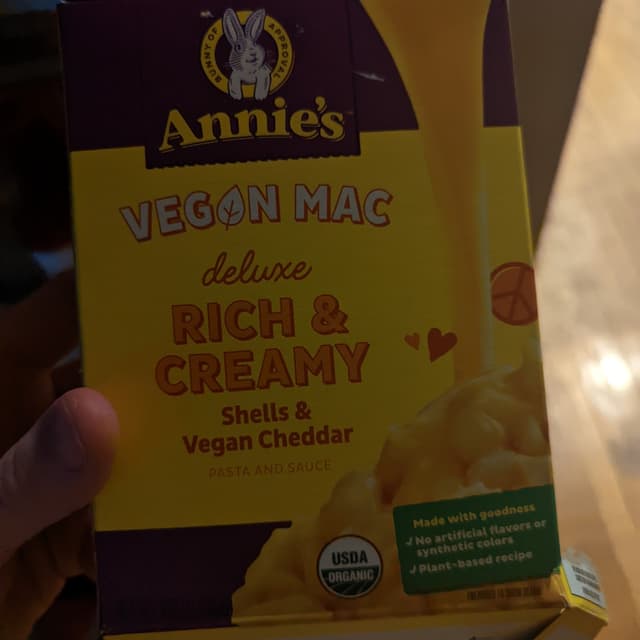 BUNNY OF APPROVAL
Annie's
VEGAN MAC
deluxe
RICH &
CREAMY
Shells &
Vegan Cheddar
PASTA AND SAUCE
Made with goodness
✓ No artificial flavors or
synthetic colors
✓ Plant-based recipe
USDA
ORGANIC